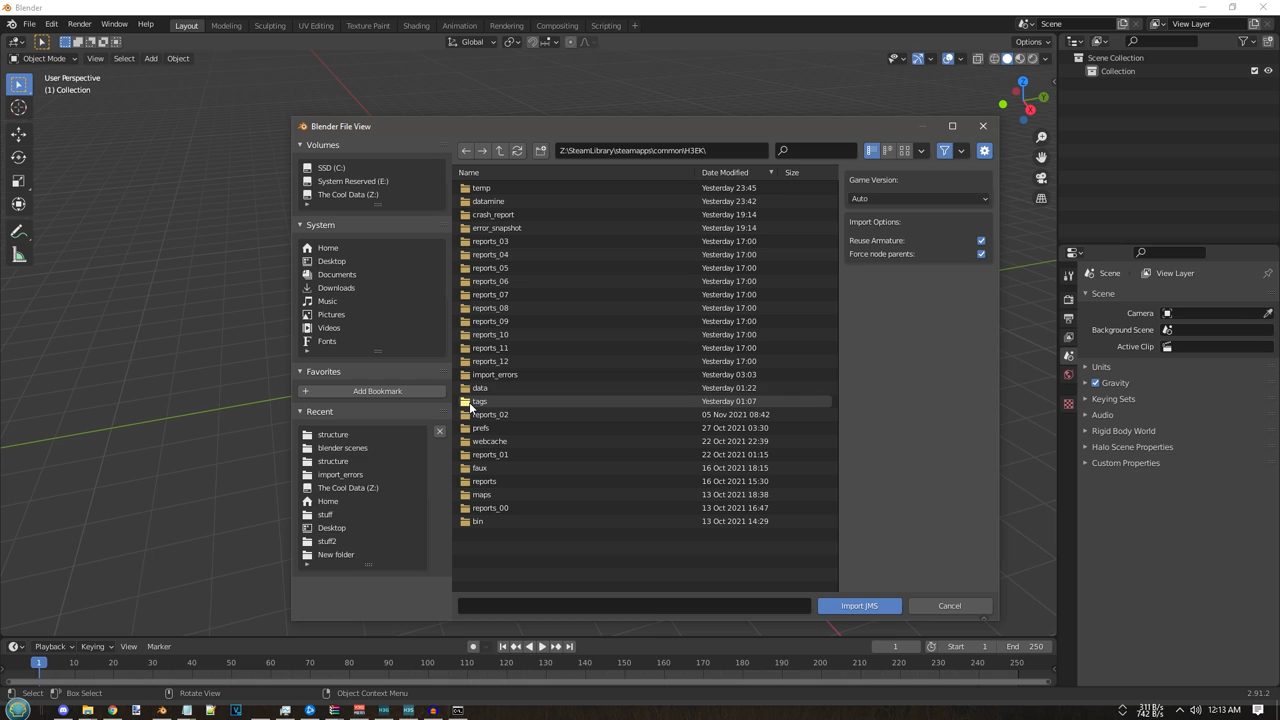 Blender
File Edit Render Window Help
Layout Modeling Sculpting UV Editing Texture Paint Shading Animation Rendering Compositing Scripting +
Scene View Layer
Global Options
Object Mode View Select Add Object
User Perspective
(1) Collection
Scene Collection
Collection
Z
Y
X
Blender File View
Volumes
SSD (C:)
System Reserved (E:)
The Cool Data (Z:)
System
Home
Desktop
Documents
Downloads
Music
Pictures
Videos
Fonts
Favorites
+ Add Bookmark
Recent
structure
blender scenes
structure
import_errors
The Cool Data (Z:)
Home
stuff
Desktop
stuff2
New folder
Z:\SteamLibrary\steamapps\common\H3EK\
Name Date Modified Size
temp Yesterday 23:45
datamine Yesterday 23:42
crash_report Yesterday 19:14
error_snapshot Yesterday 19:14
reports_03 Yesterday 17:00
reports_04 Yesterday 17:00
reports_05 Yesterday 17:00
reports_06 Yesterday 17:00
reports_07 Yesterday 17:00
reports_08 Yesterday 17:00
reports_09 Yesterday 17:00
reports_10 Yesterday 17:00
reports_11 Yesterday 17:00
reports_12 Yesterday 17:00
import_errors Yesterday 03:03
data Yesterday 01:22
tags Yesterday 01:07
reports_02 05 Nov 2021 08:42
prefs 27 Oct 2021 03:30
webcache 22 Oct 2021 22:39
reports_01 22 Oct 2021 01:15
faux 16 Oct 2021 18:15
reports 16 Oct 2021 15:30
maps 13 Oct 2021 18:38
reports_00 13 Oct 2021 16:47
bin 13 Oct 2021 14:29
Game Version:
Auto
Import Options:
Reuse Armature:
Force node parents:
Import JMS Cancel
Scene View Layer
Scene
Camera
Background Scene
Active Clip
Units
Gravity
Keying Sets
Audio
Rigid Body World
Halo Scene Properties
Custom Properties
Playback Keying View Marker 1 Start 1 End 250
1 10 20 30 40 50 60 70 80 90 100 110 120 130 140 150 160 170 180 190 200 210 220 230 240 250
Select Box Select Rotate View Object Context Menu 2.91.2
311 B/s
742 B/s
12:13 AM